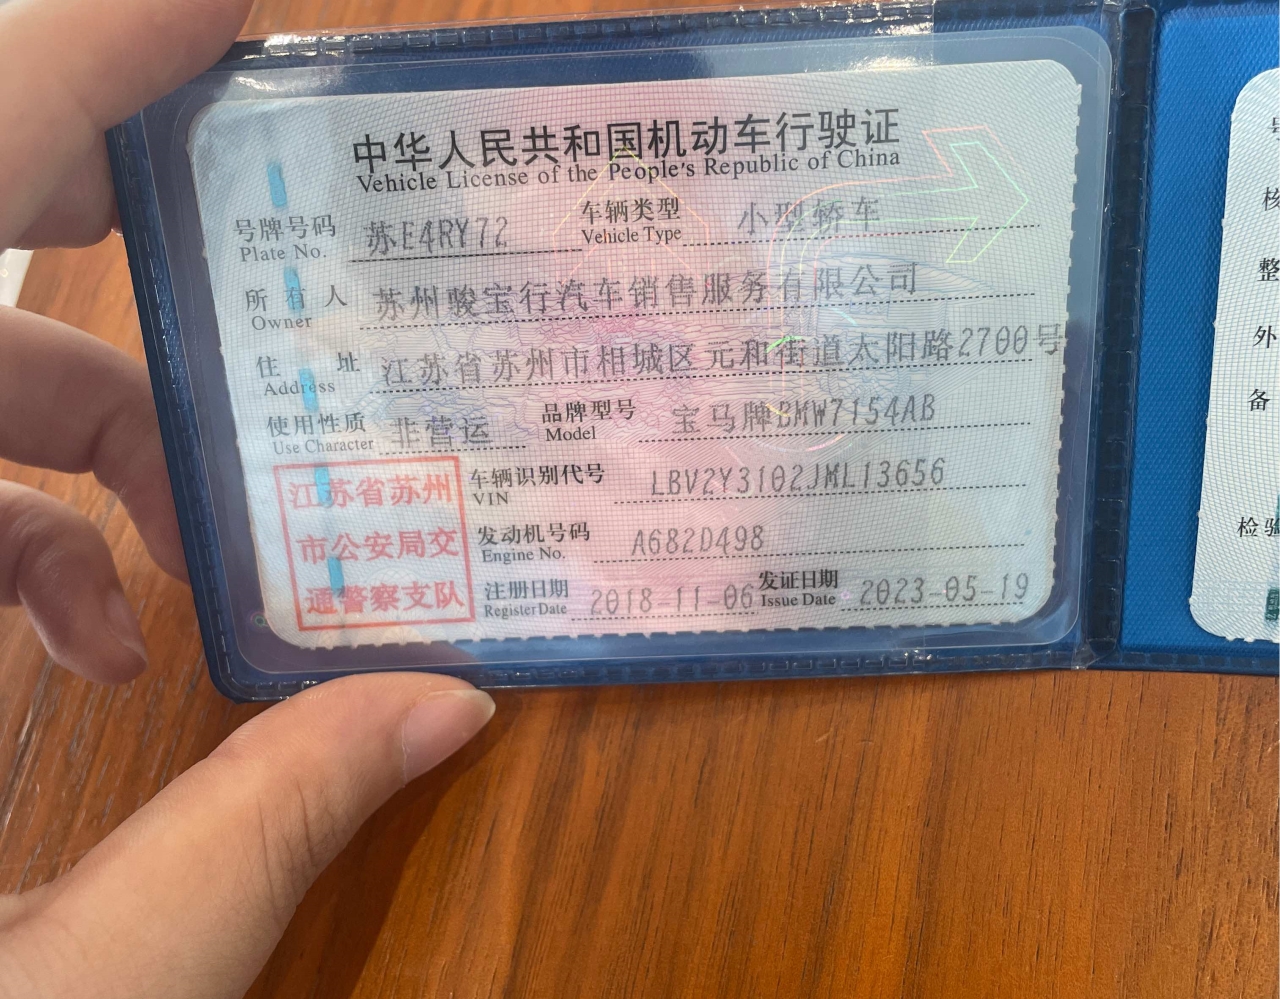 中华人民共和国机动车行驶证
Vehicle License of the People's Republic of China
号牌号码 苏E4RY72 车辆类型 小型轿车
Plate No. Vehicle Type
所有人 苏州骏宝行汽车销售服务有限公司
Owner
住址 江苏省苏州市相城区元和街道太阳路2700号
Address
使用性质 非营运 品牌型号 宝马牌BMW7154AB
Use Character Model
江苏省苏州
市公安局交
通警察支队
车辆识别代号 LBV2Y3102JML13656
VIN
发动机号码 A682D498
Engine No.
注册日期 2018-11-06 发证日期 2023-05-19
Register Date Issue Date
核
整
外
备
检验